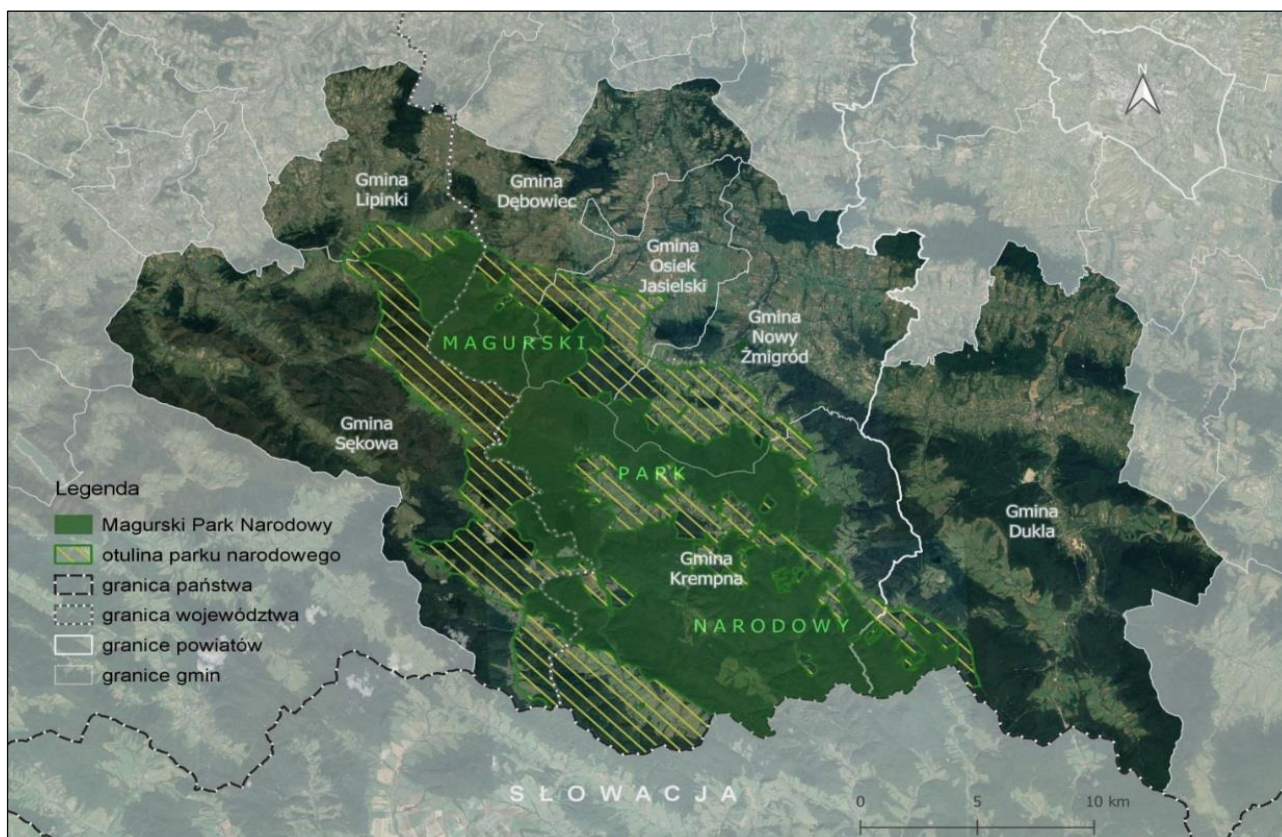 N
Gmina
Lipinki
Gmina
Dębowiec
Gmina
Osiek
Jasielski
Gmina
Nowy
Żmigród
MAGURSKI
Gmina
Sękowa
PARK
Gmina
Krempna
NARODOWY
Gmina
Dukla
Legenda
Magurski Park Narodowy
otulina parku narodowego
granica państwa
granica województwa
granice powiatów
granice gmin
SŁOWACJA
0 5 10 km